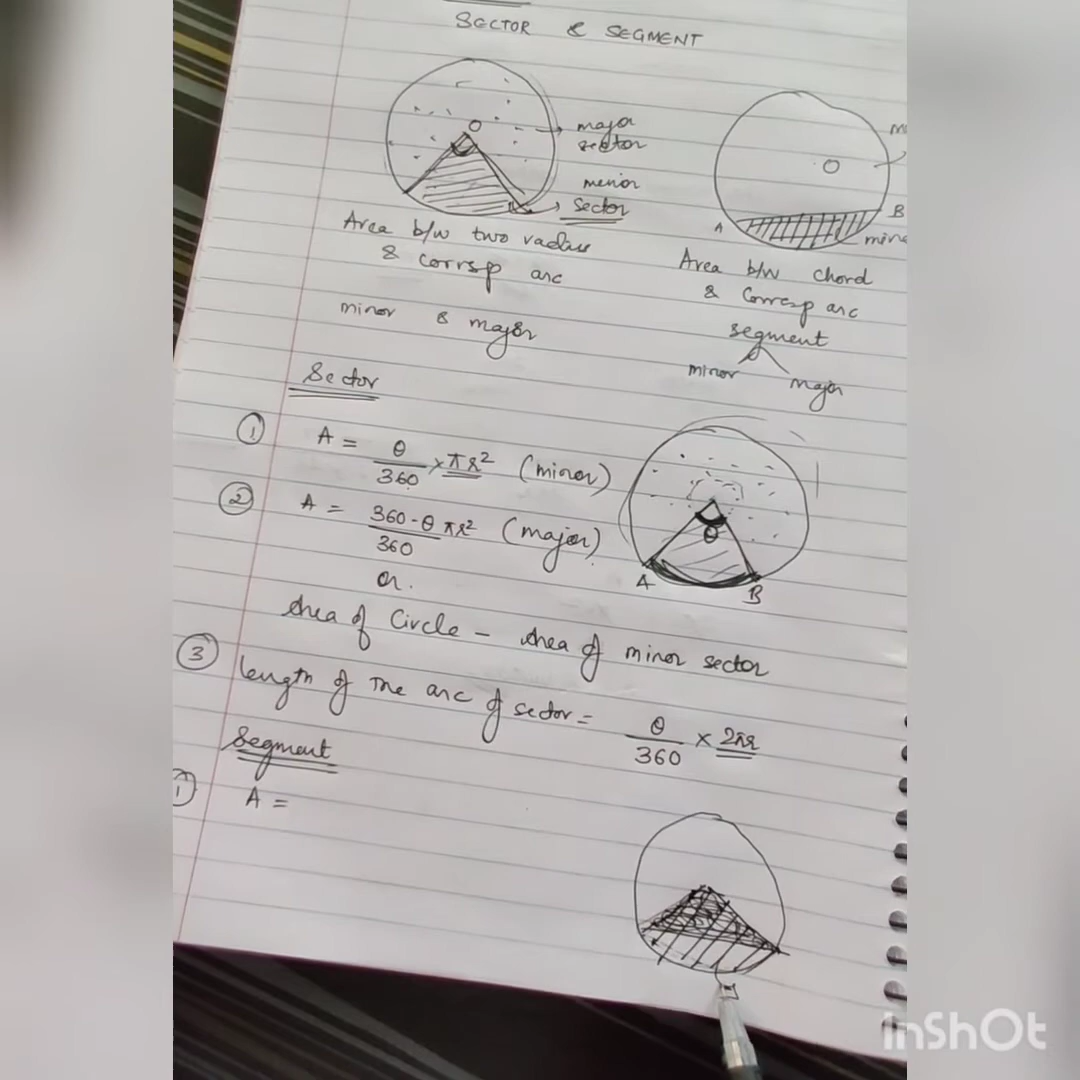 SECTOR & SEGMENT
O
major
sector
menior
sector
Area b/w two radius
& corrsp arc
minor & major
O
A
B
Area b/w chord
& Corresp arc
segment
minor
major
Sector
① A = θ/360 × πr² (minor)
② A = 360-θ/360 πr² (major)
or.
Area of Circle - Area of minor sector
θ
A
B
③ length of the arc of sector = θ/360 × 2πr
Segment
① A =
InShOt